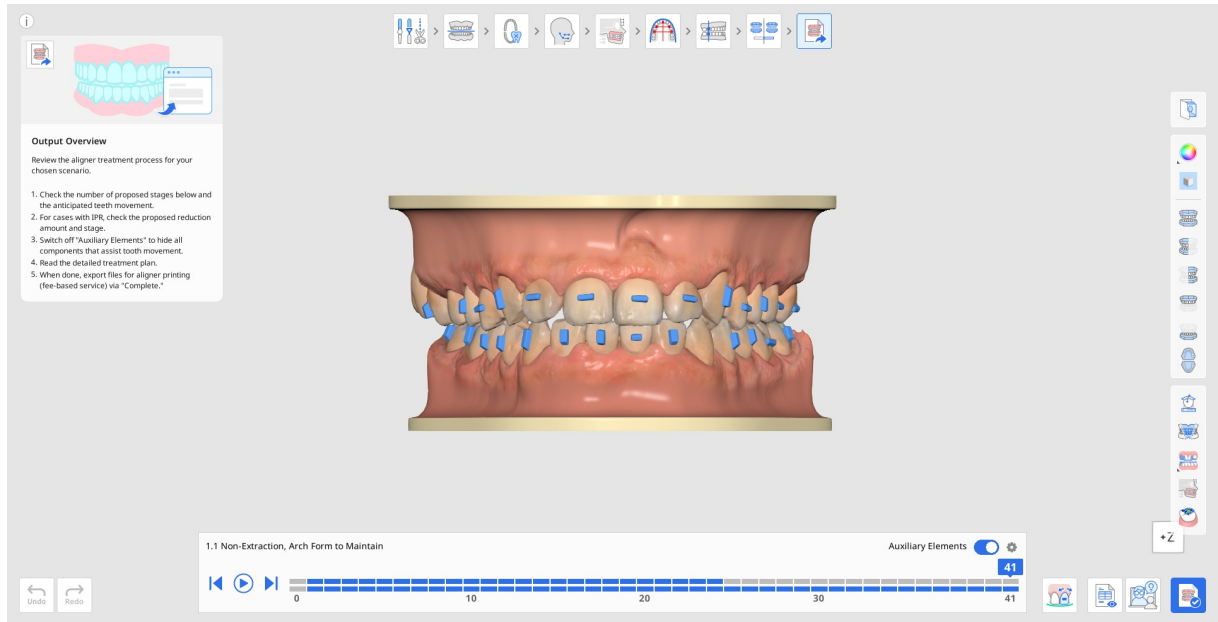 Output Overview
Review the aligner treatment process for your
chosen scenario.
1. Check the number of proposed stages below and
the anticipated teeth movement.
2. For cases with IPR, check the proposed reduction
amount and stage.
3. Switch off "Auxiliary Elements" to hide all
components that assist tooth movement.
4. Read the detailed treatment plan.
5. When done, export files for aligner printing
(fee-based service) via "Complete."
+Z
1.1 Non-Extraction, Arch Form to Maintain
Auxiliary Elements
41
0 10 20 30 41
Undo Redo